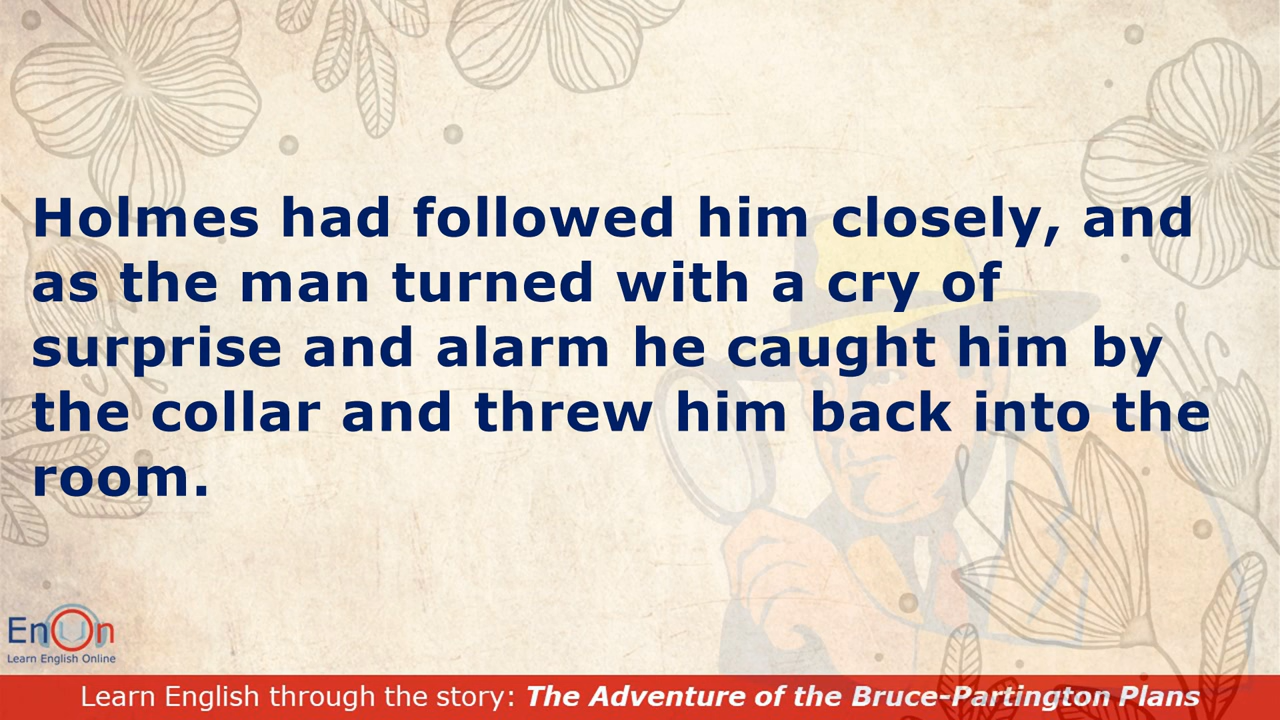 Holmes had followed him closely, and
as the man turned with a cry of
surprise and alarm he caught him by
the collar and threw him back into the
room.
EnOn
Learn English Online
Learn English through the story: The Adventure of the Bruce-Partington Plans